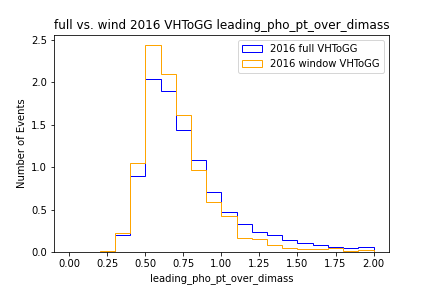 full vs. wind 2016 VHToGG leading_pho_pt_over_dimass
2016 full VHToGG
2016 window VHToGG
Number of Events
2.5
2.0
1.5
1.0
0.5
0.0
0.00 0.25 0.50 0.75 1.00 1.25 1.50 1.75 2.00
leading_pho_pt_over_dimass